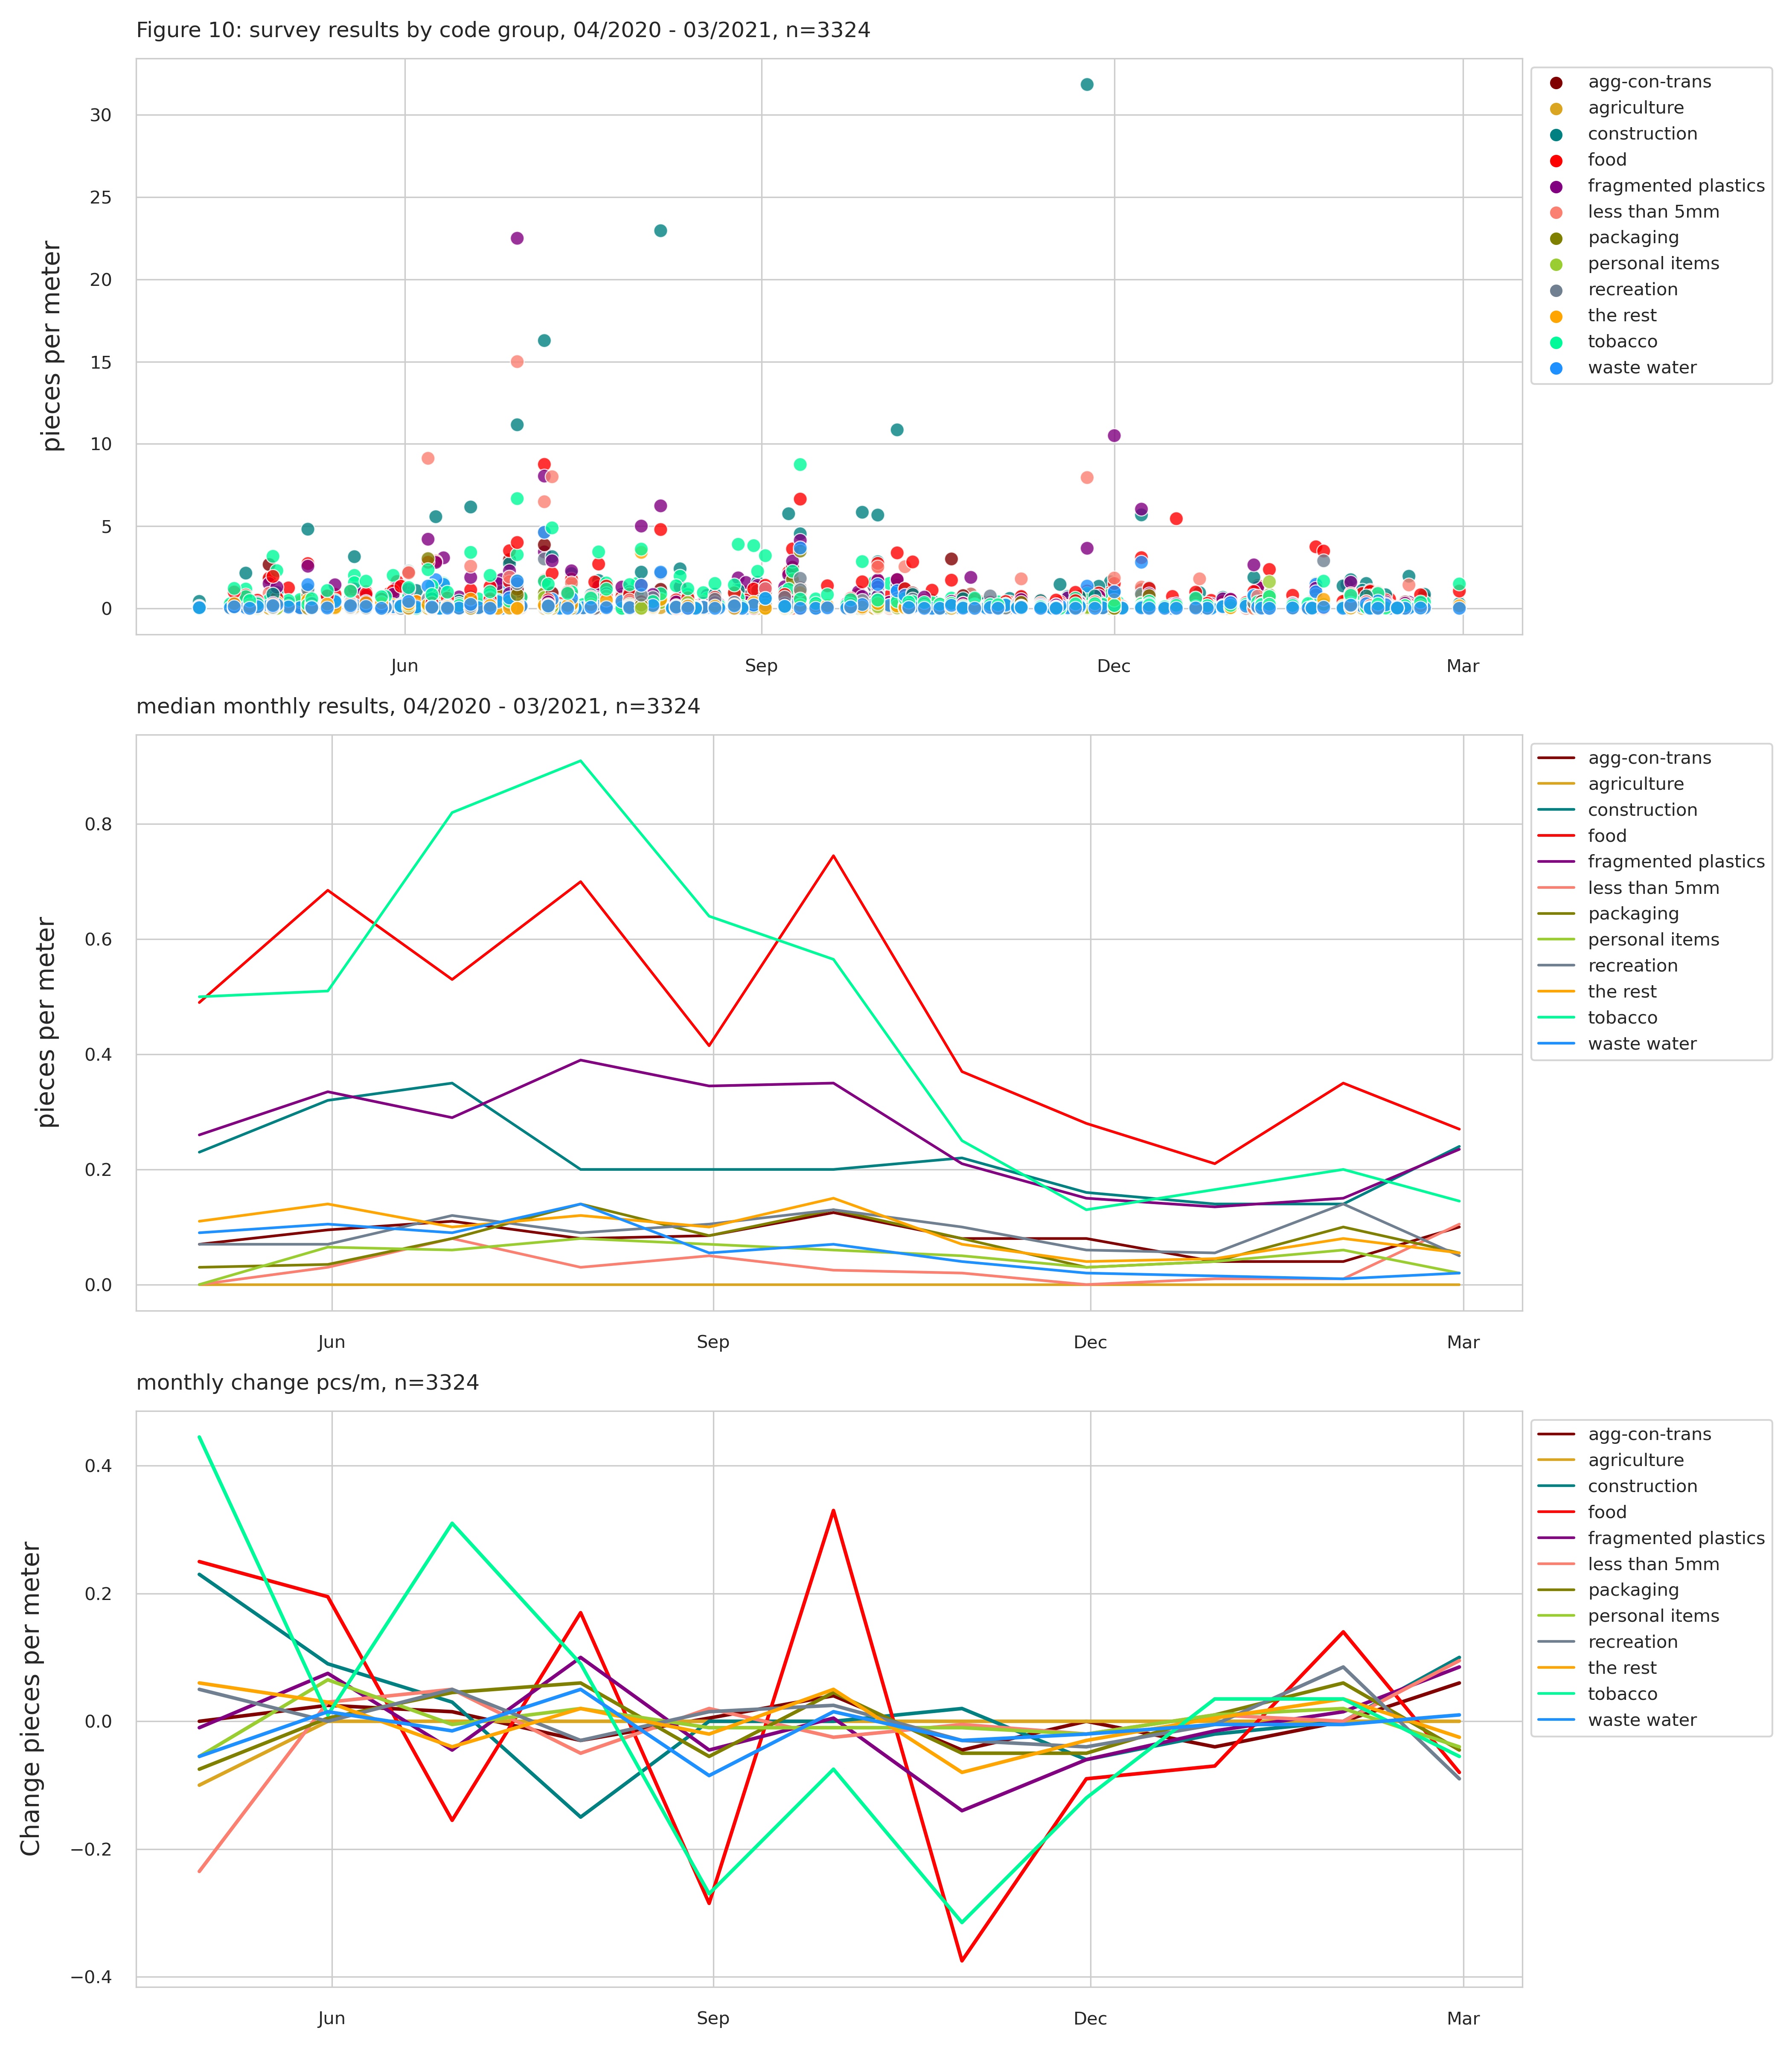 Figure 10: survey results by code group, 04/2020 - 03/2021, n=3324
pieces per meter
30
25
20
15
10
5
0
Jun
Sep
Dec
Mar
agg-con-trans
agriculture
construction
food
fragmented plastics
less than 5mm
packaging
personal items
recreation
the rest
tobacco
waste water
median monthly results, 04/2020 - 03/2021, n=3324
pieces per meter
0.8
0.6
0.4
0.2
0.0
Jun
Sep
Dec
Mar
agg-con-trans
agriculture
construction
food
fragmented plastics
less than 5mm
packaging
personal items
recreation
the rest
tobacco
waste water
monthly change pcs/m, n=3324
Change pieces per meter
0.4
0.2
0.0
−0.2
−0.4
Jun
Sep
Dec
Mar
agg-con-trans
agriculture
construction
food
fragmented plastics
less than 5mm
packaging
personal items
recreation
the rest
tobacco
waste water